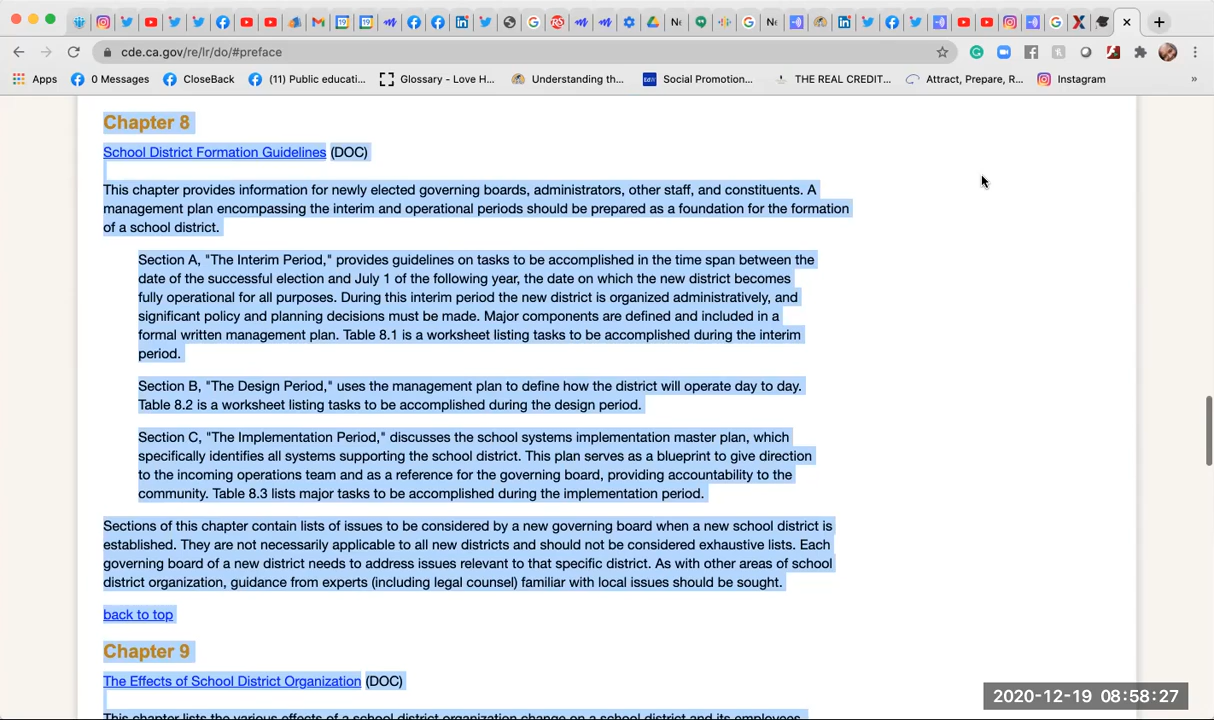 cde.ca.gov/re/lr/do/#preface
Apps 0 Messages CloseBack (11) Public educati... Glossary - Love H... Understanding th... Social Promotion... THE REAL CREDIT... Attract, Prepare, R... Instagram »
Chapter 8
School District Formation Guidelines (DOC)
This chapter provides information for newly elected governing boards, administrators, other staff, and constituents. A
management plan encompassing the interim and operational periods should be prepared as a foundation for the formation
of a school district.
Section A, "The Interim Period," provides guidelines on tasks to be accomplished in the time span between the
date of the successful election and July 1 of the following year, the date on which the new district becomes
fully operational for all purposes. During this interim period the new district is organized administratively, and
significant policy and planning decisions must be made. Major components are defined and included in a
formal written management plan. Table 8.1 is a worksheet listing tasks to be accomplished during the interim
period.
Section B, "The Design Period," uses the management plan to define how the district will operate day to day.
Table 8.2 is a worksheet listing tasks to be accomplished during the design period.
Section C, "The Implementation Period," discusses the school systems implementation master plan, which
specifically identifies all systems supporting the school district. This plan serves as a blueprint to give direction
to the incoming operations team and as a reference for the governing board, providing accountability to the
community. Table 8.3 lists major tasks to be accomplished during the implementation period.
Sections of this chapter contain lists of issues to be considered by a new governing board when a new school district is
established. They are not necessarily applicable to all new districts and should not be considered exhaustive lists. Each
governing board of a new district needs to address issues relevant to that specific district. As with other areas of school
district organization, guidance from experts (including legal counsel) familiar with local issues should be sought.
back to top
Chapter 9
The Effects of School District Organization (DOC)
This chapter lists the various effects of a school district organization change on a school district and its employees
2020-12-19 08:58:27